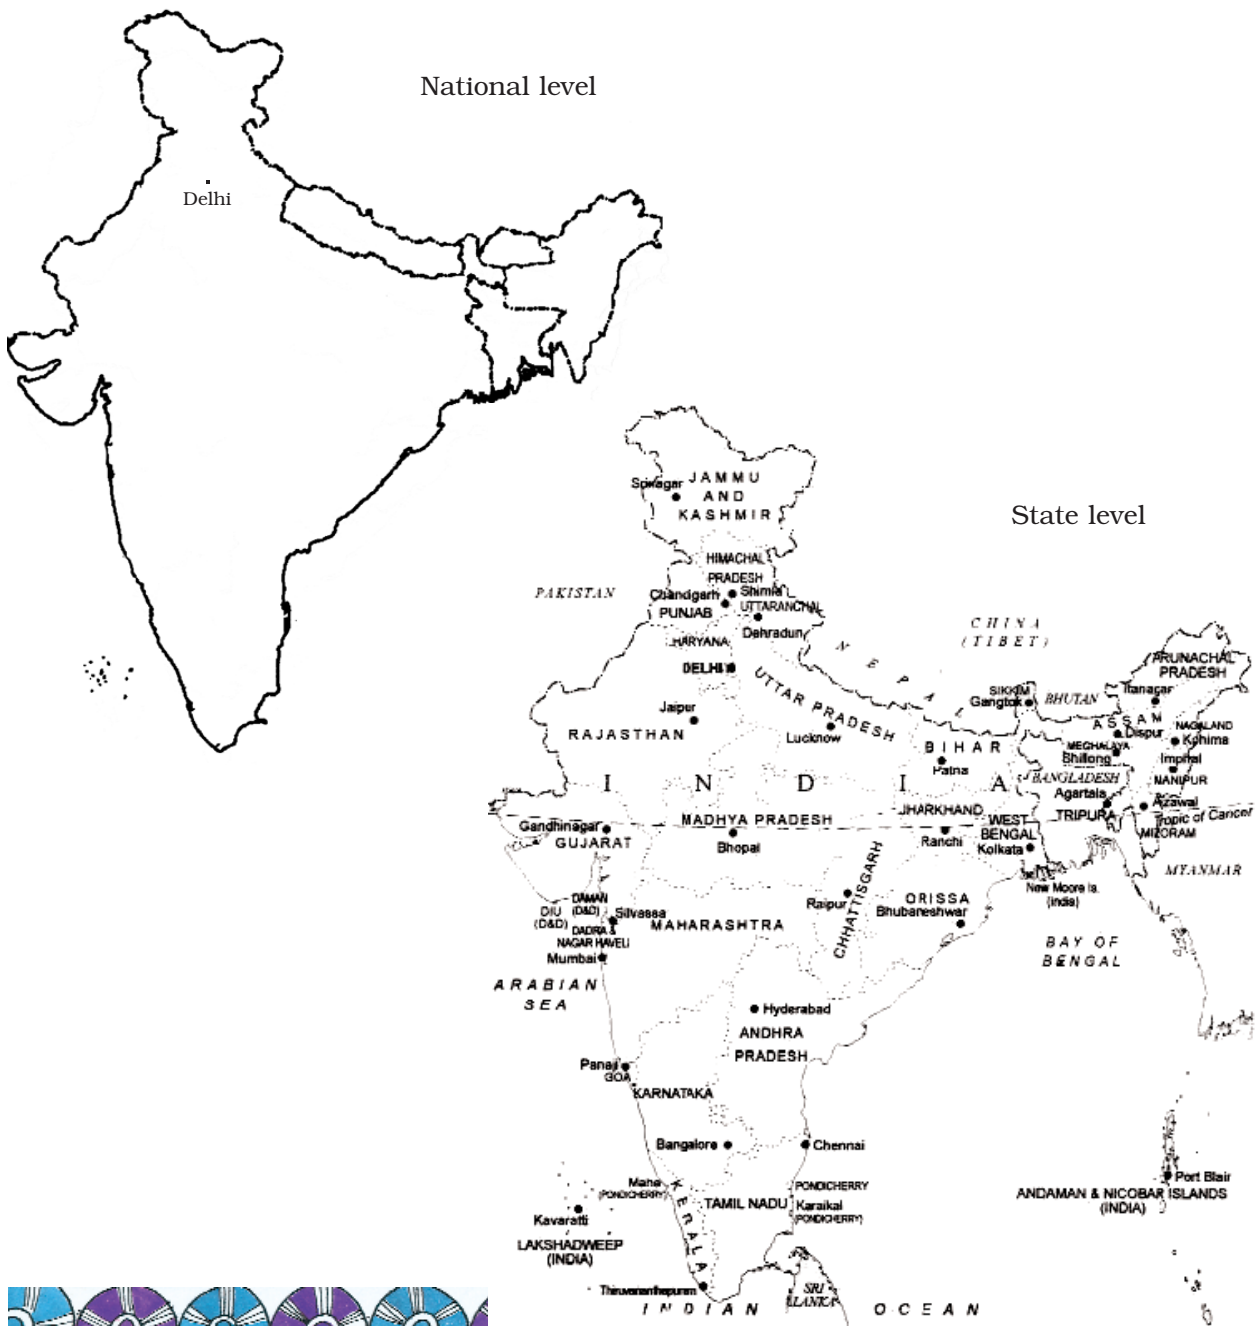 National level
Delhi
State level
Srinagar
JAMMU
AND
KASHMIR
HIMACHAL
PRADESH
PAKISTAN
Chandigarh
Shimla
PUNJAB
UTTARANCHAL
Dehradun
HARYANA
DELHI
CHINA
(TIBET)
NEPAL
ARUNACHAL
PRADESH
SIKKIM
Gangtok
BHUTAN
Itanagar
Jaipur
RAJASTHAN
UTTAR PRADESH
Lucknow
BIHAR
Patna
ASSAM
Dispur
NAGALAND
Kohima
MEGHALAYA
Shillong
Imphal
INDIA
BANGLADESH
Agartala
TRIPURA
Tropic of Cancer
MIZORAM
MYANMAR
Gandhinagar
GUJARAT
MADHYA PRADESH
Bhopal
JHARKHAND
Ranchi
WEST
BENGAL
Kolkata
New Moore Is.
(India)
DIU
(D&D)
DAMAN
(D&D)
Silvassa
DADRA &
NAGAR HAVELI
Mumbai
MAHARASHTRA
Raipur
CHHATTISGARH
ORISSA
Bhubaneshwar
ARABIAN
SEA
BAY OF
BENGAL
Hyderabad
ANDHRA
PRADESH
Panaji
GOA
KARNATAKA
Bangalore
Chennai
Mahe
(PONDICHERRY)
KERALA
TAMIL NADU
PONDICHERRY
Karaikal
(PONDICHERRY)
Kavaratti
LAKSHADWEEP
(INDIA)
Port Blair
ANDAMAN & NICOBAR ISLANDS
(INDIA)
Thiruvananthapuram
SRI
LANKA
INDIAN OCEAN